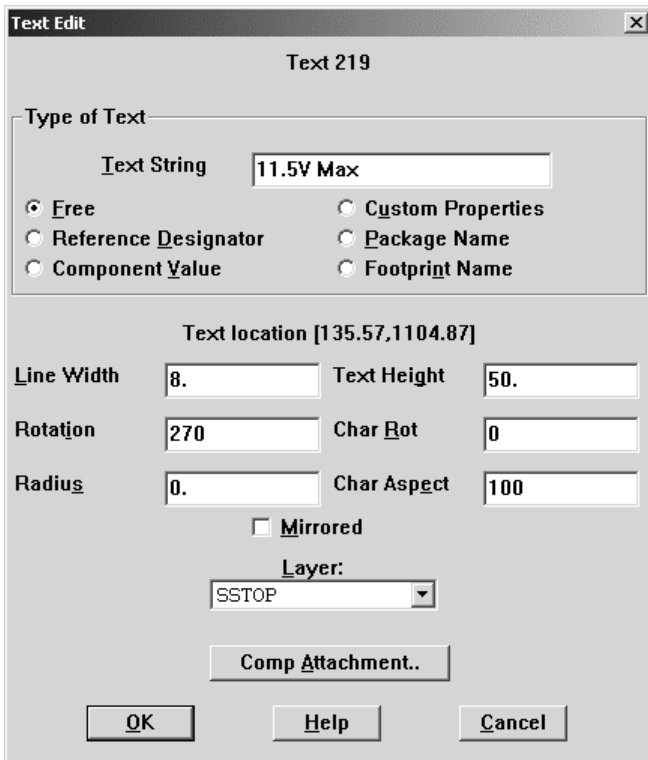 Text Edit
Text 219
Type of Text
Text String 11.5V Max
Free Custom Properties
Reference Designator Package Name
Component Value Footprint Name
Text location [135.57,1104.87]
Line Width 8. Text Height 50.
Rotation 270 Char Rot 0
Radius 0. Char Aspect 100
Mirrored
Layer:
SSTOP
Comp Attachment..
OK Help Cancel